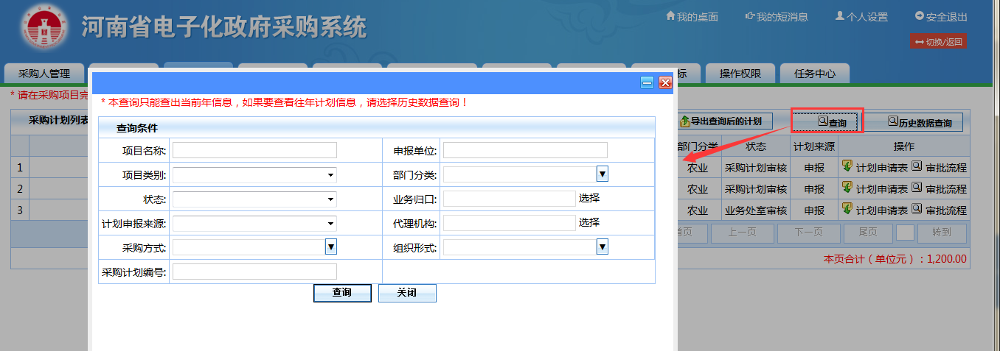 河南省电子化政府采购系统
我的桌面 我的短消息 个人设置 安全退出
切换/返回
采购人管理 标 操作权限 任务中心
* 请在采购项目完
* 本查询只能查出当前年信息，如果要查看往年计划信息，请选择历史数据查询！
采购计划列表 导出查询后的计划 查询 历史数据查询
查询条件
部门分类 状态 计划来源 操作
项目名称: 申报单位:
1 农业 采购计划审核 申报 计划申请表 审批流程
项目类别: 部门分类:
2 农业 采购计划审核 申报 计划申请表 审批流程
状态: 业务归口: 选择
3 农业 业务处室审核 申报 计划申请表 审批流程
计划申报来源: 代理机构: 选择
首页 上一页 下一页 尾页 转到
采购方式: 组织形式:
本页合计（单位元）：1,200.00
采购计划编号:
查询 关闭